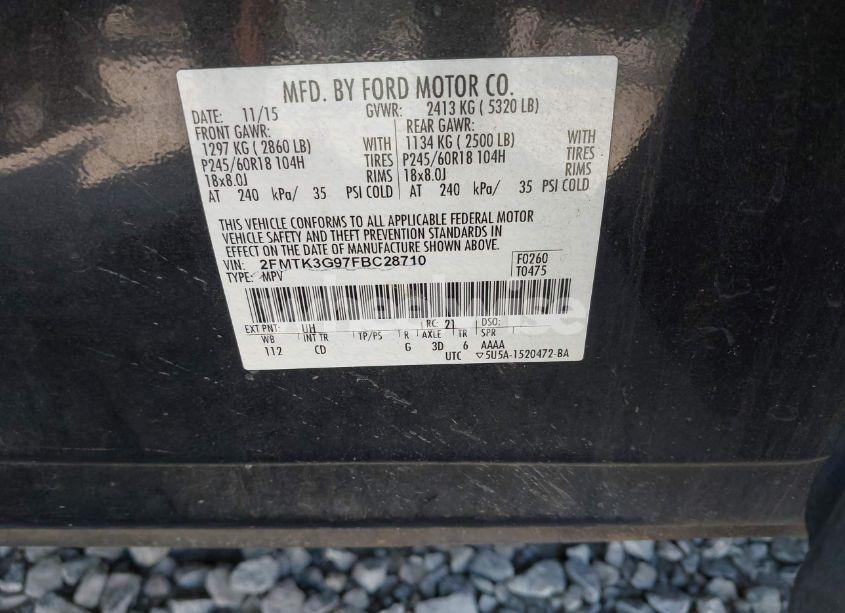 MFD. BY FORD MOTOR CO.
DATE: 11/15 GVWR: 2413 KG ( 5320 LB)
FRONT GAWR: REAR GAWR:
1297 KG ( 2860 LB) WITH 1134 KG ( 2500 LB) WITH
P245/60R18 104H TIRES P245/60R18 104H TIRES
18x8.0J RIMS 18x8.0J RIMS
AT 240 kPa/ 35 PSI COLD AT 240 kPa/ 35 PSI COLD
THIS VEHICLE CONFORMS TO ALL APPLICABLE FEDERAL MOTOR
VEHICLE SAFETY AND THEFT PREVENTION STANDARDS IN
EFFECT ON THE DATE OF MANUFACTURE SHOWN ABOVE.
VIN: 2FMTK3G97FBC28710 F0260
TYPE: MPV T0475
EXT PNT: UH RC: 21 DSO:
WB INT TR TP/PS R AXLE TR SPR
112 CD G 3D 6 AAAA
UTC ▽5U5A-1520472-BA